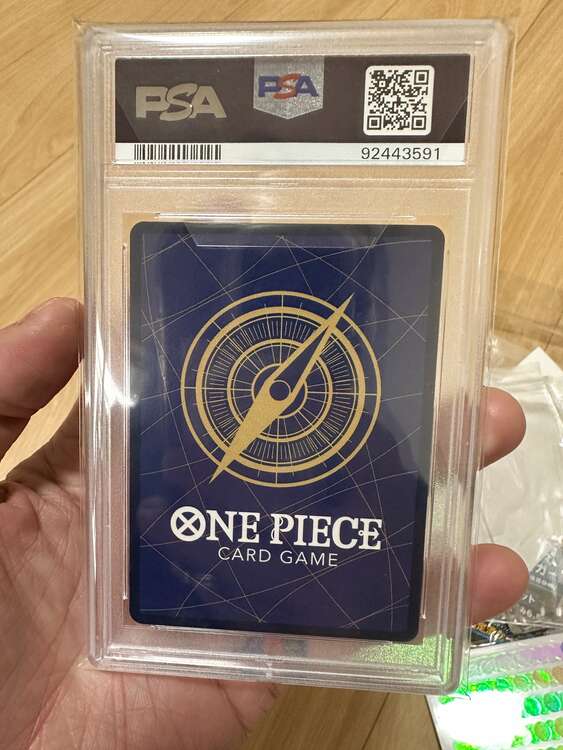 PSA
PSA
92443591
ONE PIECE
CARD GAME